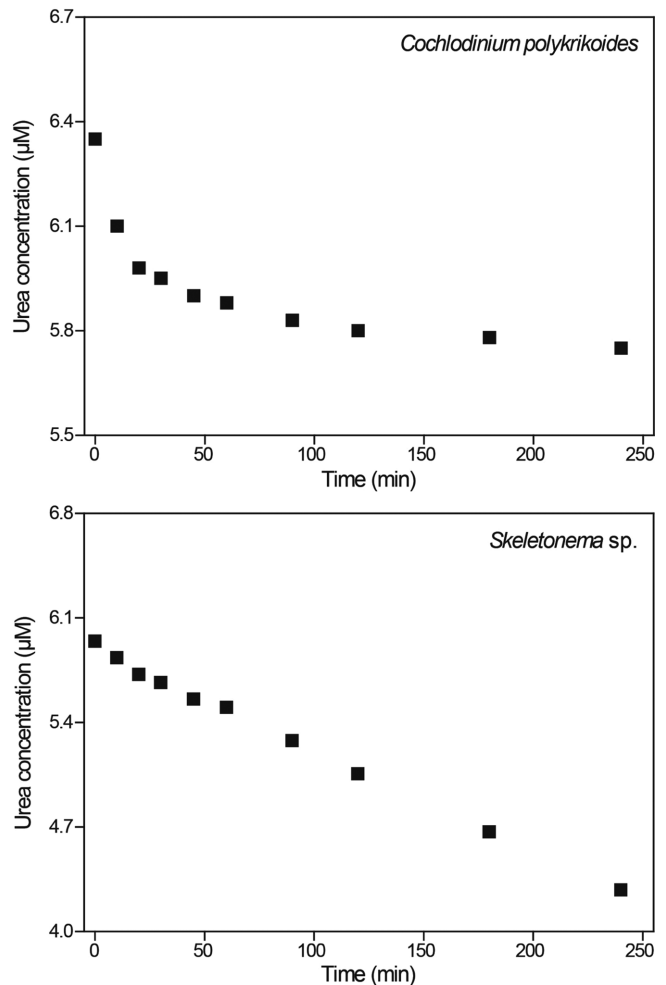 6.7
Cochlodinium polykrikoides
6.4
6.1
5.8
5.5
Urea concentration (µM)
0 50 100 150 200 250
Time (min)
6.8
Skeletonema sp.
6.1
5.4
4.7
4.0
Urea concentration (µM)
0 50 100 150 200 250
Time (min)